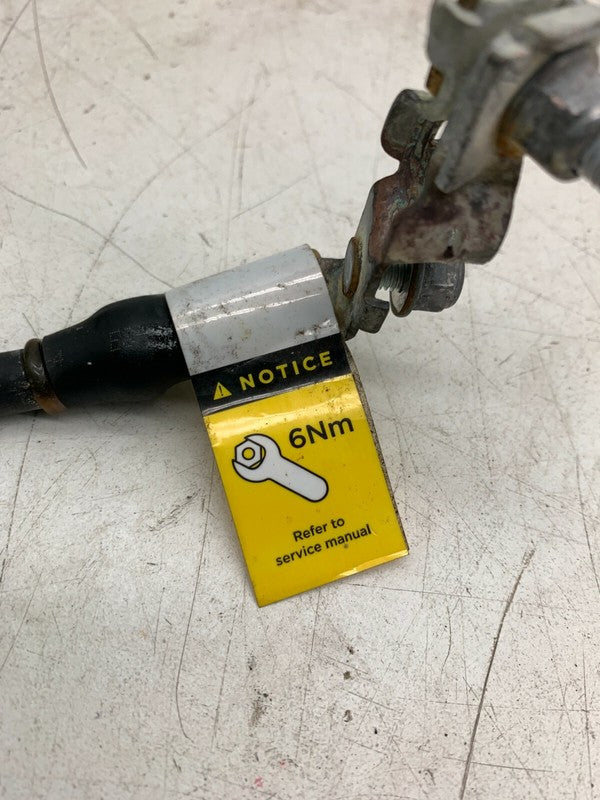 NOTICE
6Nm
Refer to
service manual